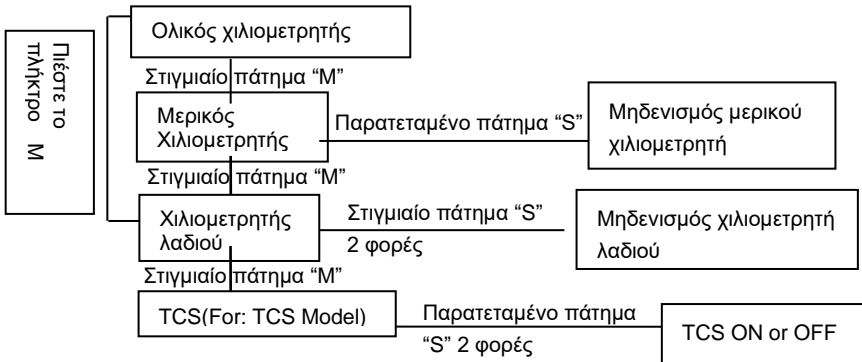 Πιέστε το
πλήκτρο M
Ολικός χιλιομετρητής
Στιγμιαίο πάτημα “M”
Μερικός
Χιλιομετρητής
Παρατεταμένο πάτημα “S”
Μηδενισμός μερικού
χιλιομετρητή
Στιγμιαίο πάτημα “M”
Χιλιομετρητής
λαδιού
Στιγμιαίο πάτημα “S”
2 φορές
Μηδενισμός χιλιομετρητή
λαδιού
Στιγμιαίο πάτημα “M”
TCS(For: TCS Model)
Παρατεταμένο πάτημα
“S” 2 φορές
TCS ON or OFF